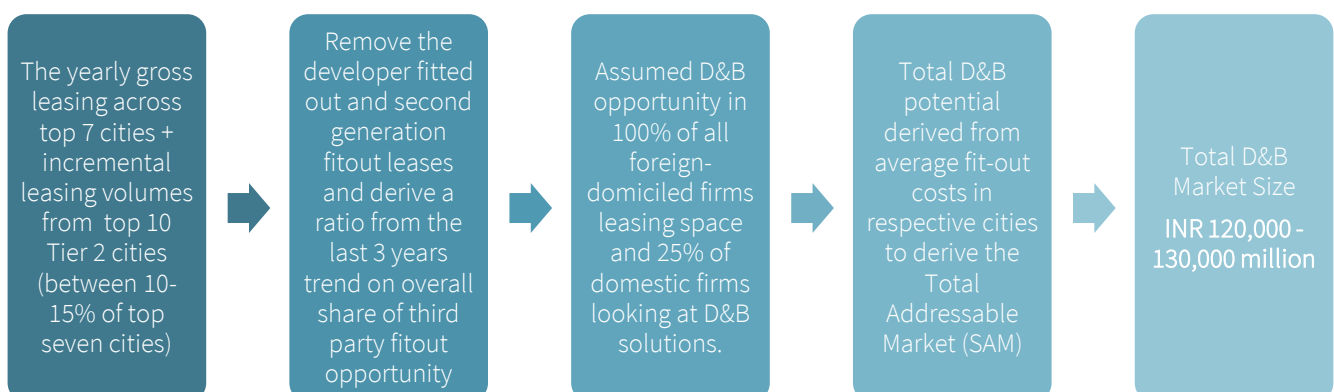 The yearly gross
leasing across
top 7 cities +
incremental
leasing volumes
from top 10
Tier 2 cities
(between 10-
15% of top
seven cities)
Remove the
developer fitted
out and second
generation
fitout leases
and derive a
ratio from the
last 3 years
trend on overall
share of third
party fitout
opportunity
Assumed D&B
opportunity in
100% of all
foreign-
domiciled firms
leasing space
and 25% of
domestic firms
looking at D&B
solutions.
Total D&B
potential
derived from
average fit-out
costs in
respective cities
to derive the
Total
Addressable
Market (SAM)
Total D&B
Market Size
INR 120,000 -
130,000 million